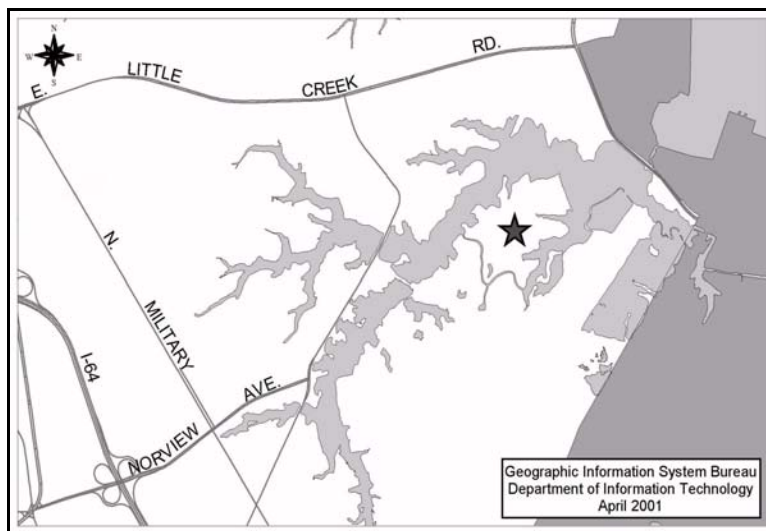 N
W E
S
E. LITTLE CREEK RD.
N. MILITARY
I-64
NORVIEW AVE.
Geographic Information System Bureau
Department of Information Technology
April 2001